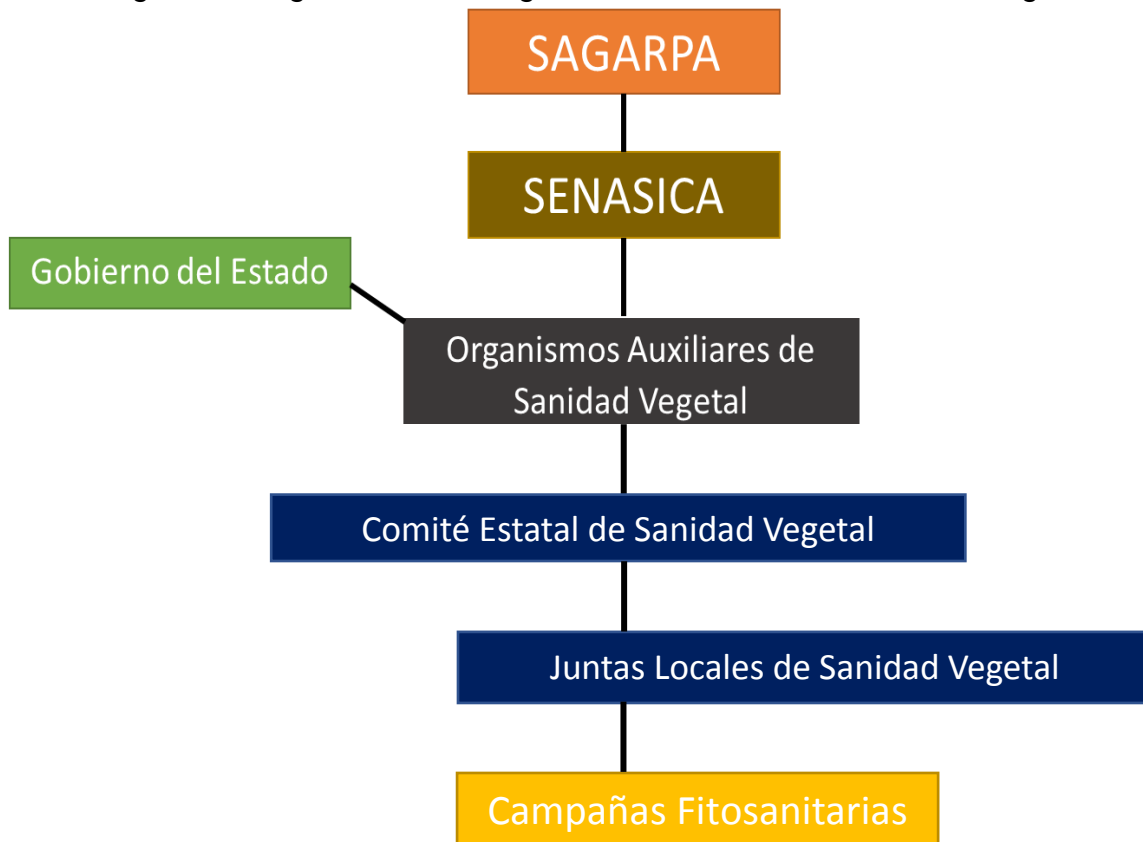 SAGARPA
SENASICA
Gobierno del Estado
Organismos Auxiliares de
Sanidad Vegetal
Comité Estatal de Sanidad Vegetal
Juntas Locales de Sanidad Vegetal
Campañas Fitosanitarias